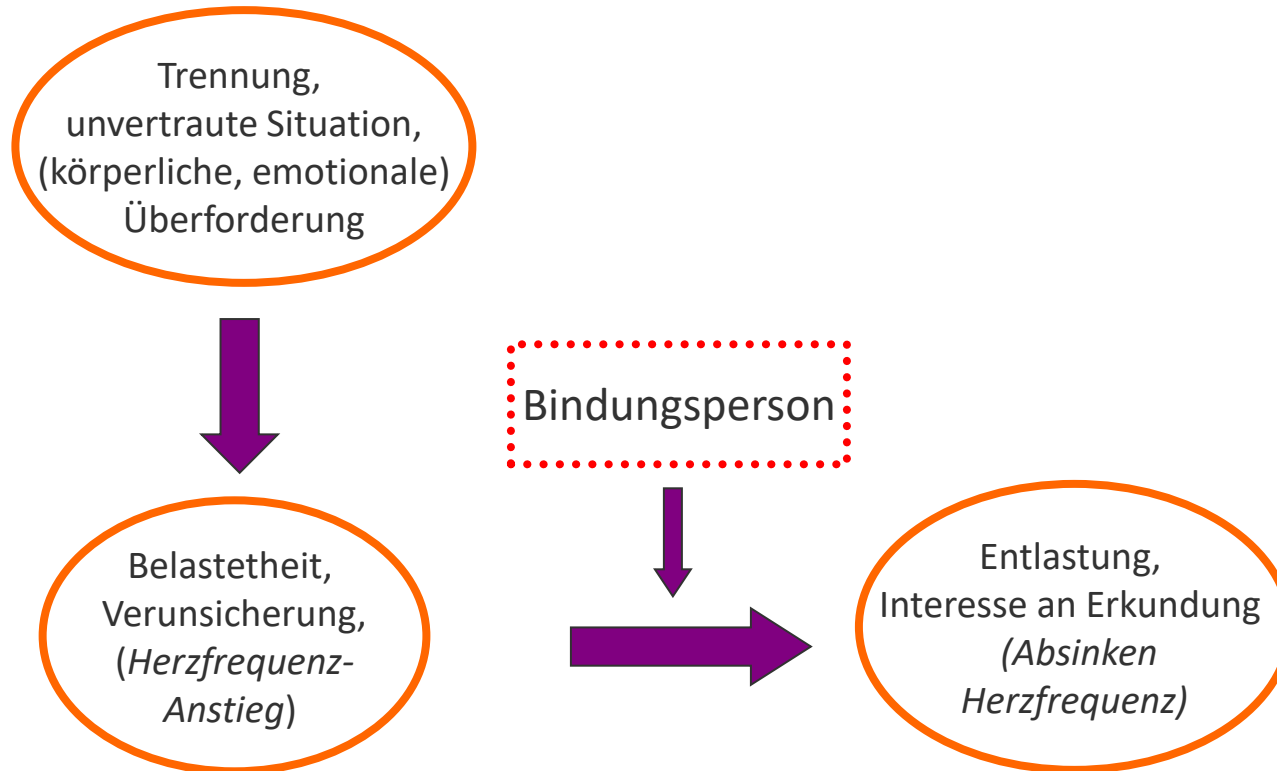 Trennung,
unvertraute Situation,
(körperliche, emotionale)
Überforderung
Bindungsperson
Belastetheit,
Verunsicherung,
(Herzfrequenz-
Anstieg)
Entlastung,
Interesse an Erkundung
(Absinken
Herzfrequenz)